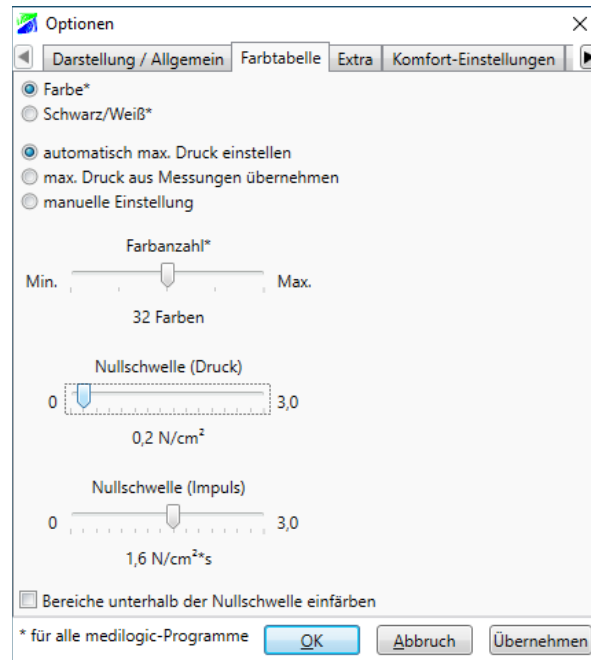 Optionen
Darstellung / Allgemein Farbtabelle Extra Komfort-Einstellungen
Farbe*
Schwarz/Weiß*
automatisch max. Druck einstellen
max. Druck aus Messungen übernehmen
manuelle Einstellung
Farbanzahl*
Min. Max.
32 Farben
Nullschwelle (Druck)
0 3,0
0,2 N/cm²
Nullschwelle (Impuls)
0 3,0
1,6 N/cm²*s
Bereiche unterhalb der Nullschwelle einfärben
* für alle medilogic-Programme OK Abbruch Übernehmen